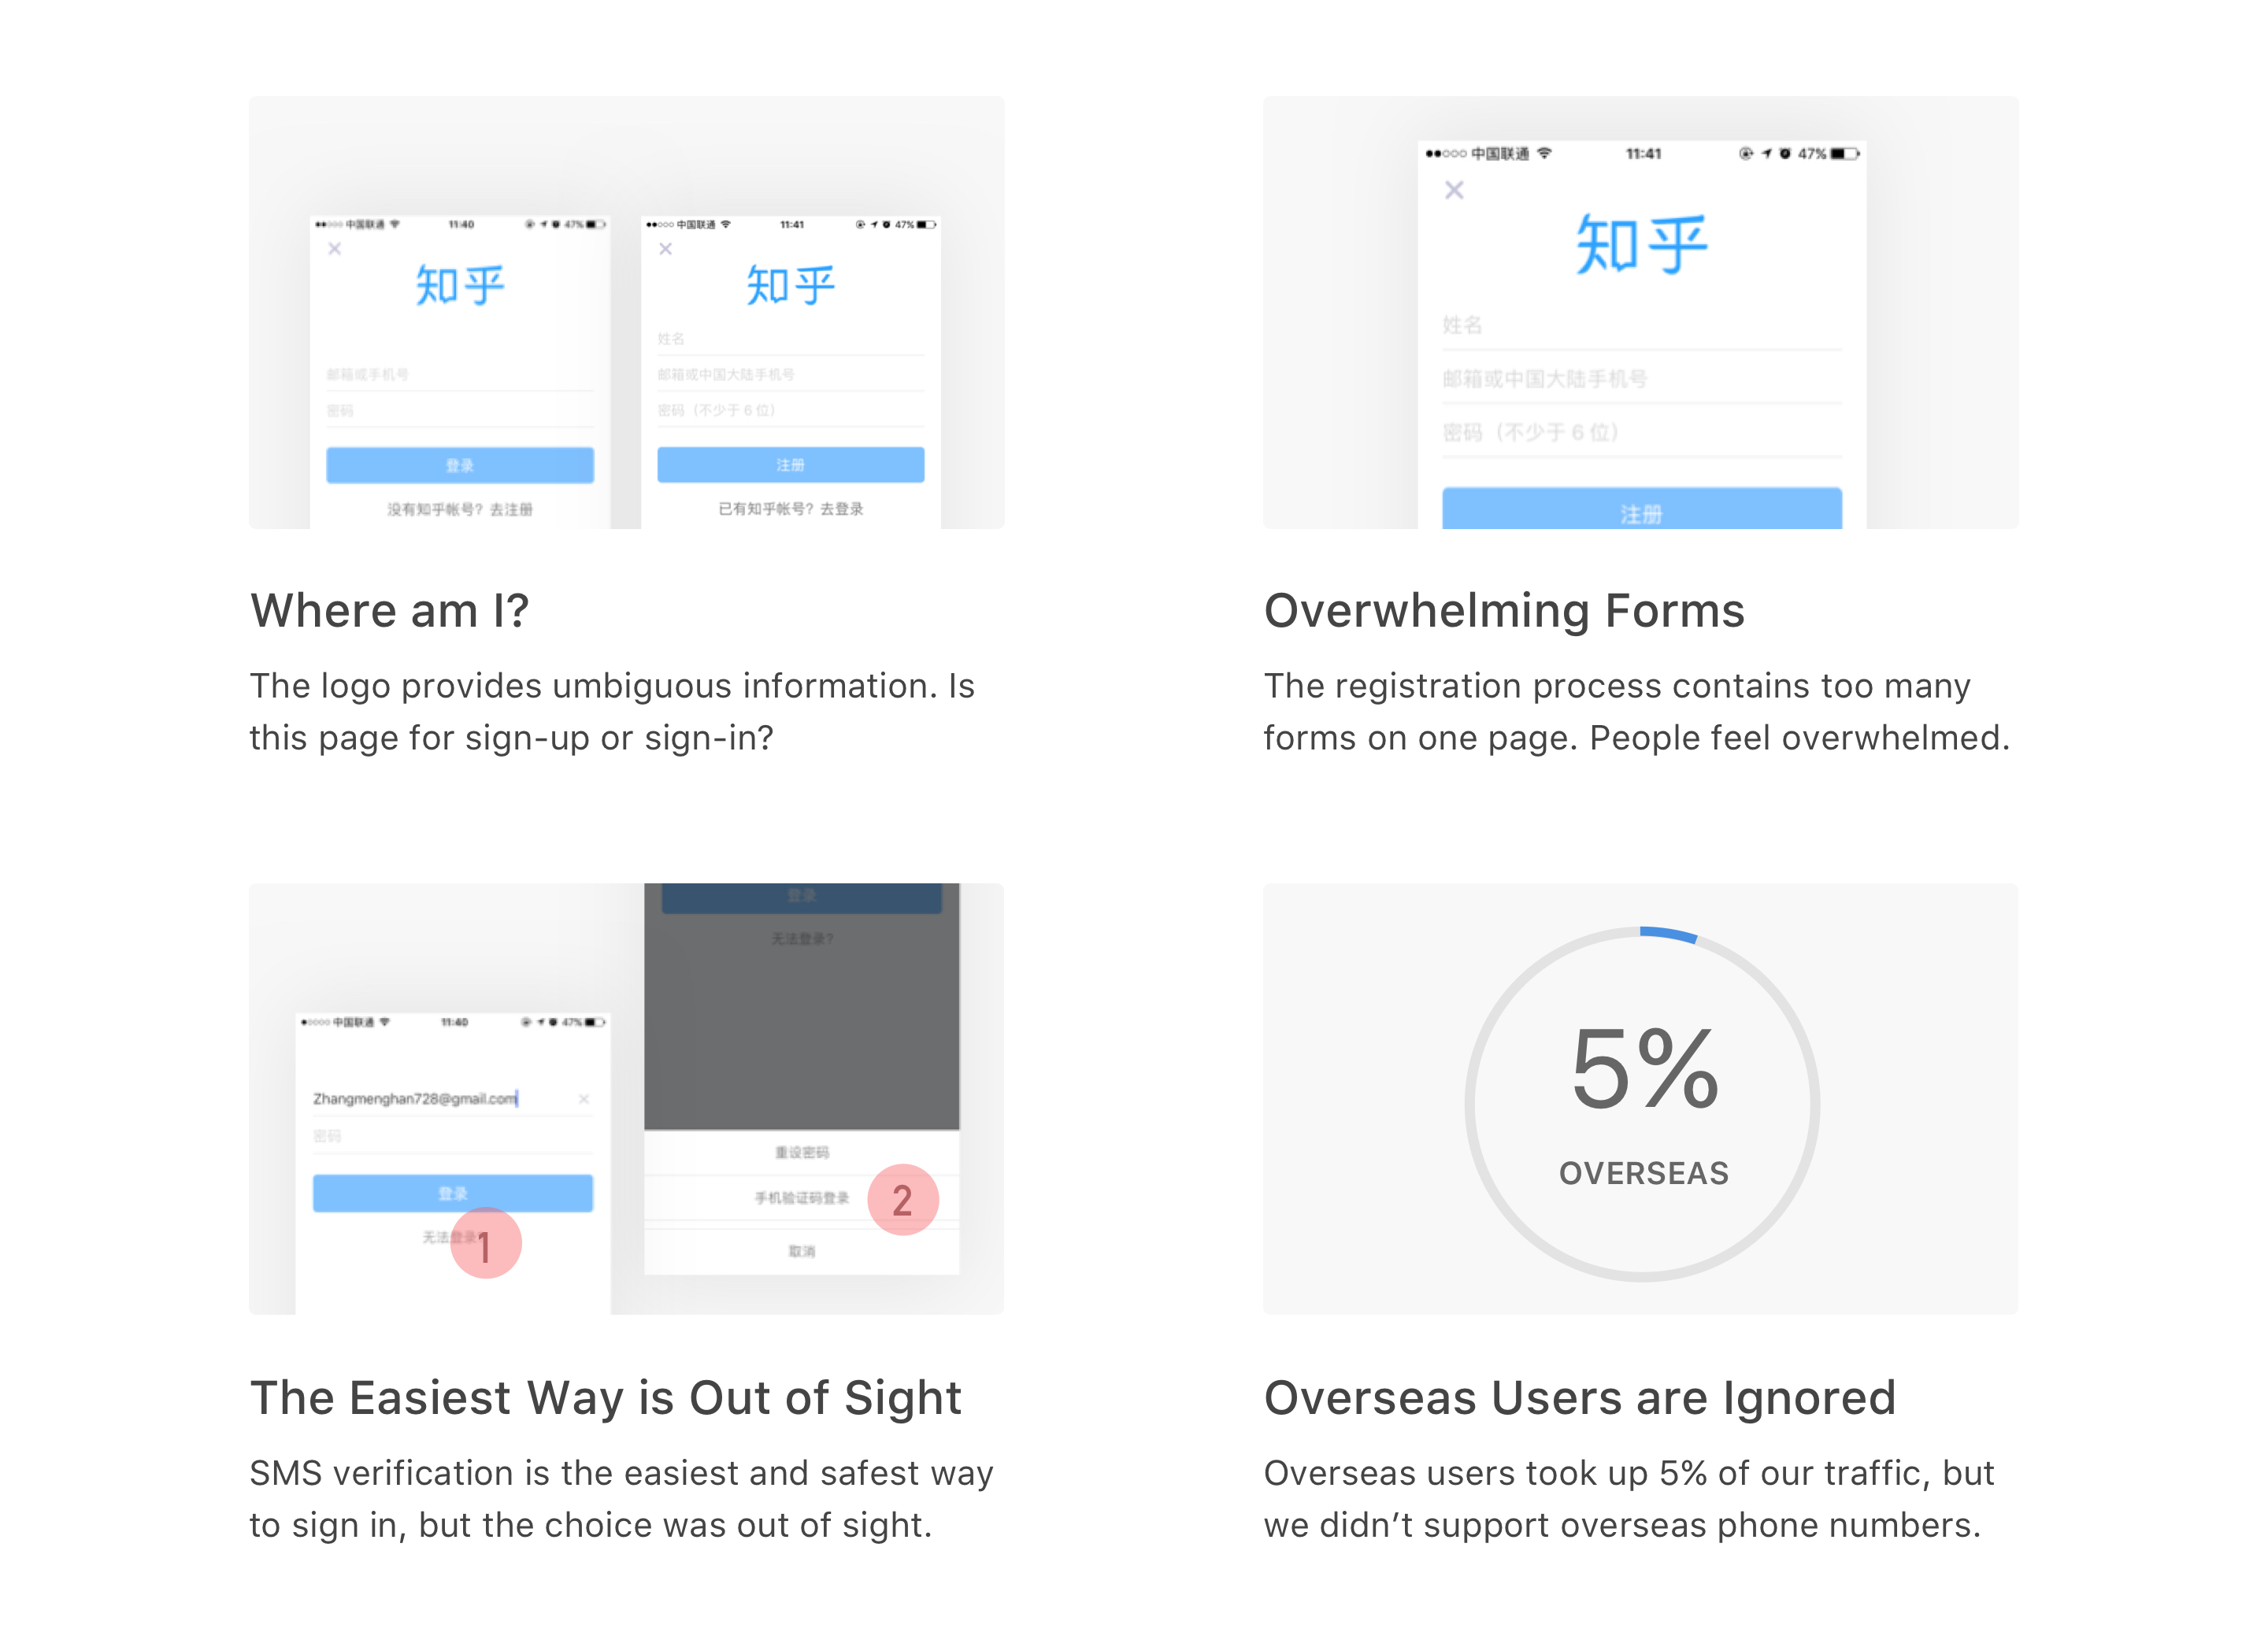 中国联通 11:40 47%
知乎
邮箱或手机号
密码
登录
没有知乎帐号？去注册
中国联通 11:41 47%
知乎
姓名
邮箱或中国大陆手机号
密码（不少于 6 位）
注册
已有知乎帐号？去登录
Where am I?
The logo provides umbiguous information. Is
this page for sign-up or sign-in?
中国联通 11:41 47%
知乎
姓名
邮箱或中国大陆手机号
密码（不少于 6 位）
注册
Overwhelming Forms
The registration process contains too many
forms on one page. People feel overwhelmed.
中国联通 11:40 47%
Zhangmenghan728@gmail.com
密码
登录
无法登录?
1
登录
无法登录?
重设密码
手机验证码登录
2
取消
The Easiest Way is Out of Sight
SMS verification is the easiest and safest way
to sign in, but the choice was out of sight.
5%
OVERSEAS
Overseas Users are Ignored
Overseas users took up 5% of our traffic, but
we didn’t support overseas phone numbers.